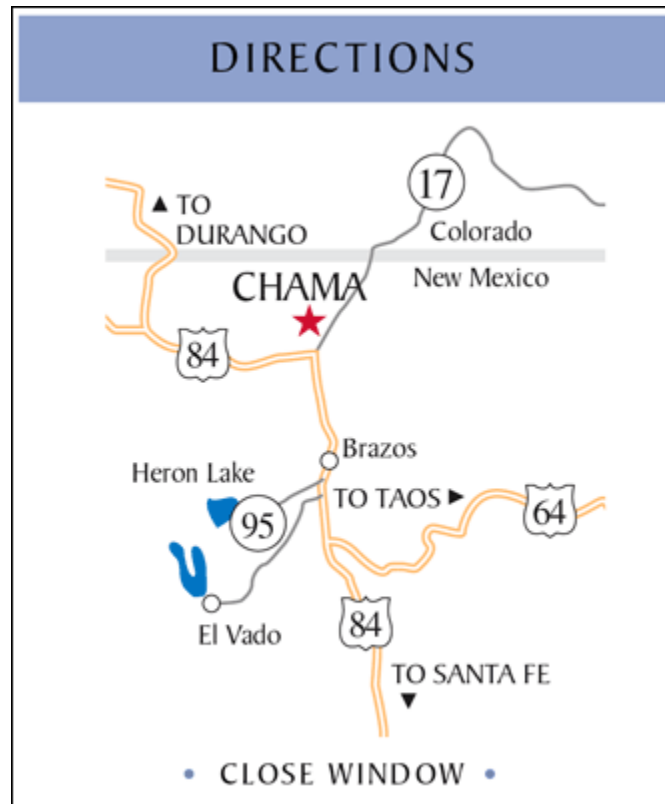 DIRECTIONS
17
▲ TO
DURANGO
Colorado
New Mexico
CHAMA
84
Brazos
Heron Lake
TO TAOS ►
64
95
El Vado
84
TO SANTA FE
▼
• CLOSE WINDOW •